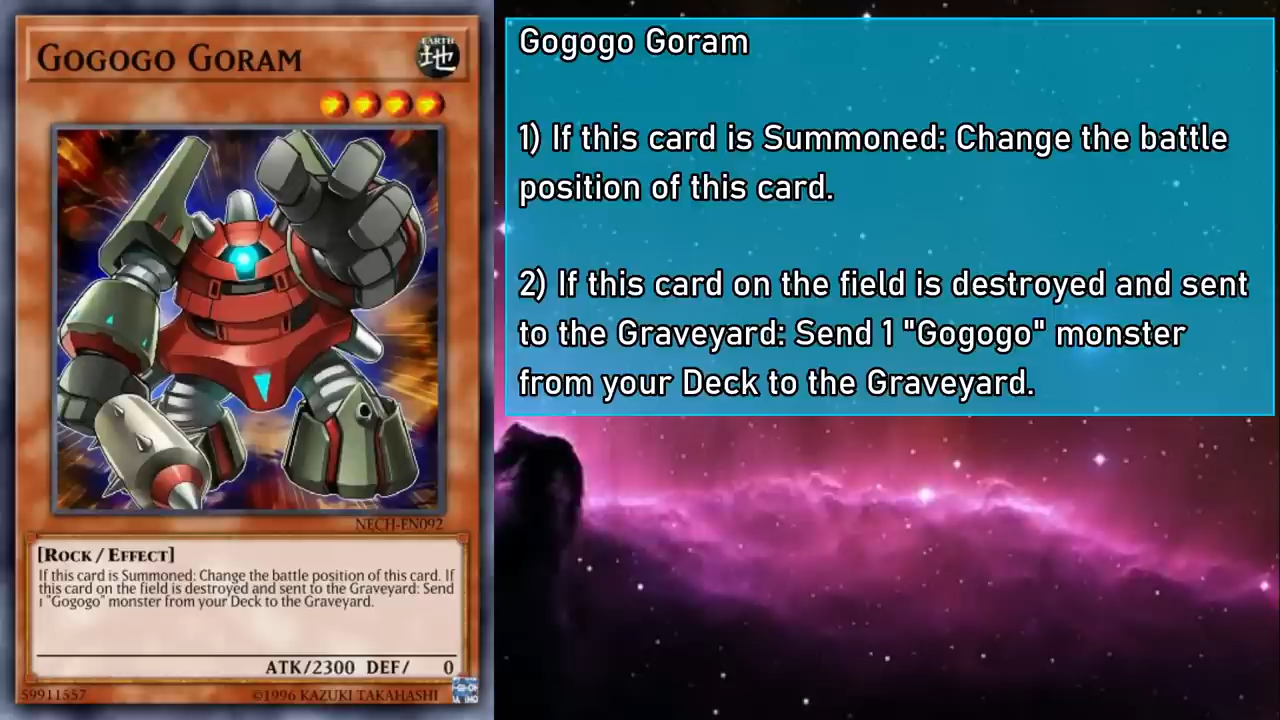 GOGOGO GORAM
EARTH
地
NECH-EN092
[ROCK / EFFECT]
If this card is Summoned: Change the battle position of this card. If
this card on the field is destroyed and sent to the Graveyard: Send
1 "Gogogo" monster from your Deck to the Graveyard.
ATK/2300 DEF/ 0
59911557
©1996 KAZUKI TAKAHASHI
Gogogo Goram
1) If this card is Summoned: Change the battle
position of this card.
2) If this card on the field is destroyed and sent
to the Graveyard: Send 1 "Gogogo" monster
from your Deck to the Graveyard.